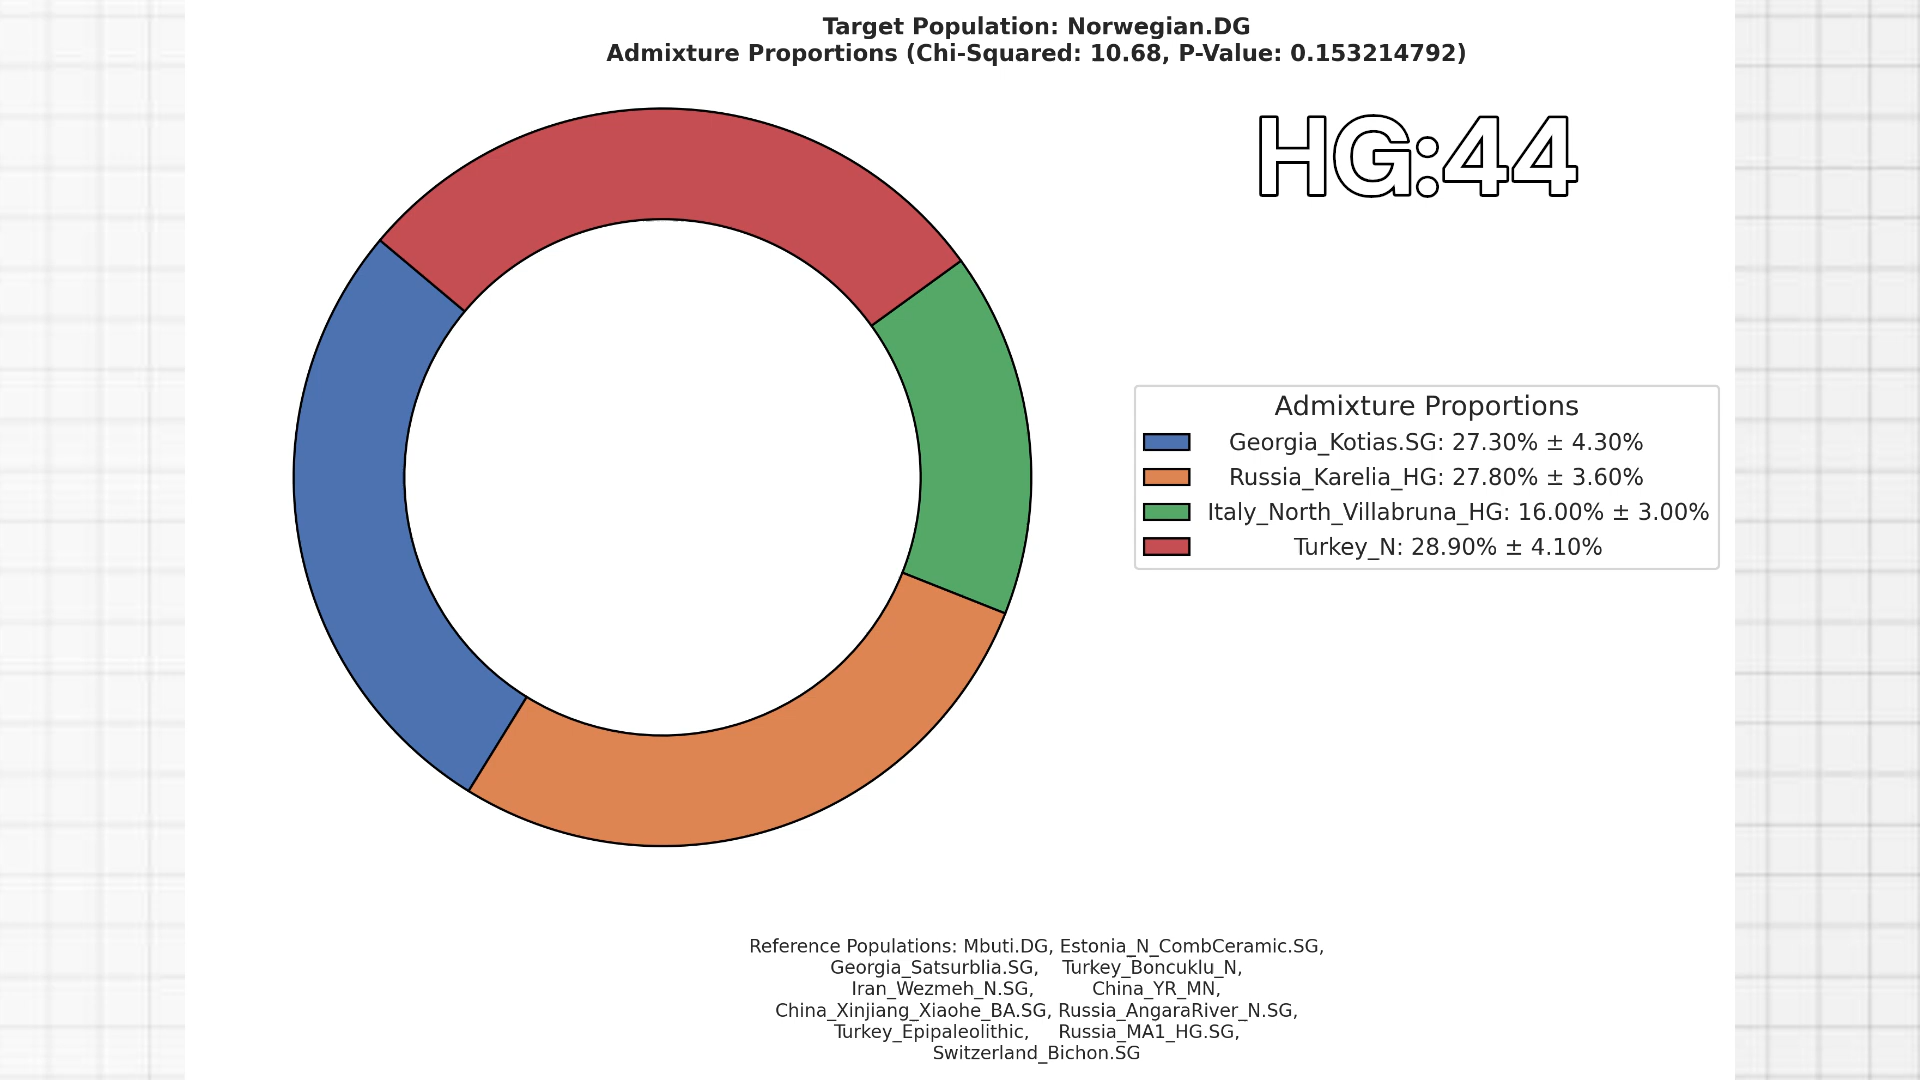 Target Population: Norwegian.DG
Admixture Proportions (Chi-Squared: 10.68, P-Value: 0.153214792)
HG:44
Admixture Proportions
Georgia_Kotias.SG: 27.30% ± 4.30%
Russia_Karelia_HG: 27.80% ± 3.60%
Italy_North_Villabruna_HG: 16.00% ± 3.00%
Turkey_N: 28.90% ± 4.10%
Reference Populations: Mbuti.DG, Estonia_N_CombCeramic.SG,
Georgia_Satsurblia.SG, Turkey_Boncuklu_N,
Iran_Wezmeh_N.SG, China_YR_MN,
China_Xinjiang_Xiaohe_BA.SG, Russia_AngaraRiver_N.SG,
Turkey_Epipaleolithic, Russia_MA1_HG.SG,
Switzerland_Bichon.SG